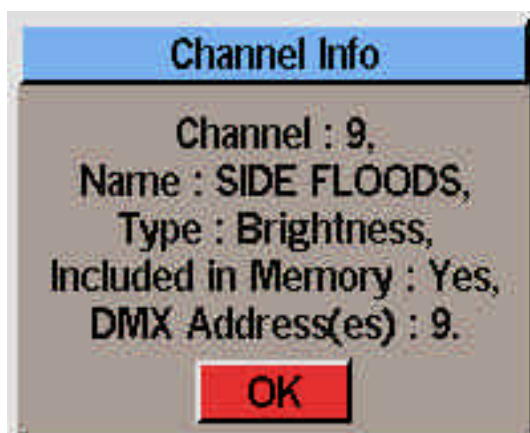 Channel Info
Channel : 9,
Name : SIDE FLOODS,
Type : Brightness,
Included in Memory : Yes,
DMX Address(es) : 9.
OK